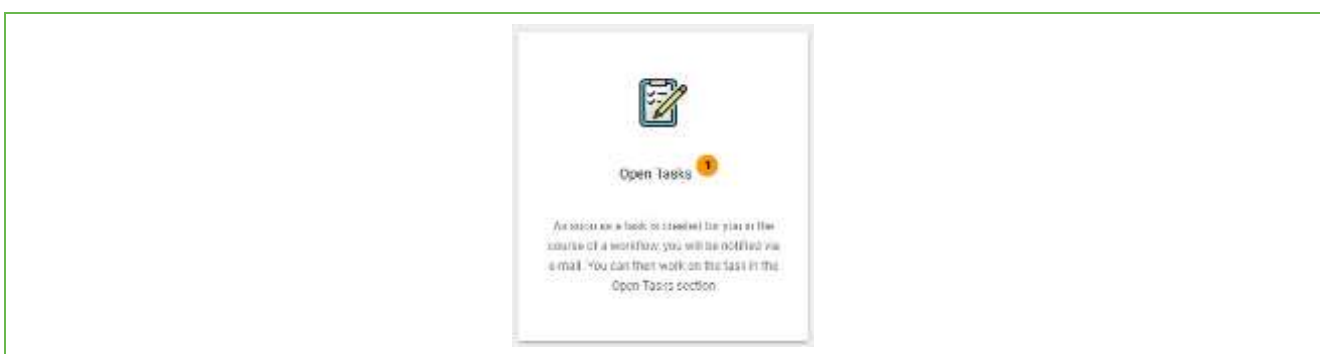 Open Tasks 1
As soon as a task is created for you in the
course of a workflow, you will be notified via
e-mail. You can then work on the task in the
Open Tasks section